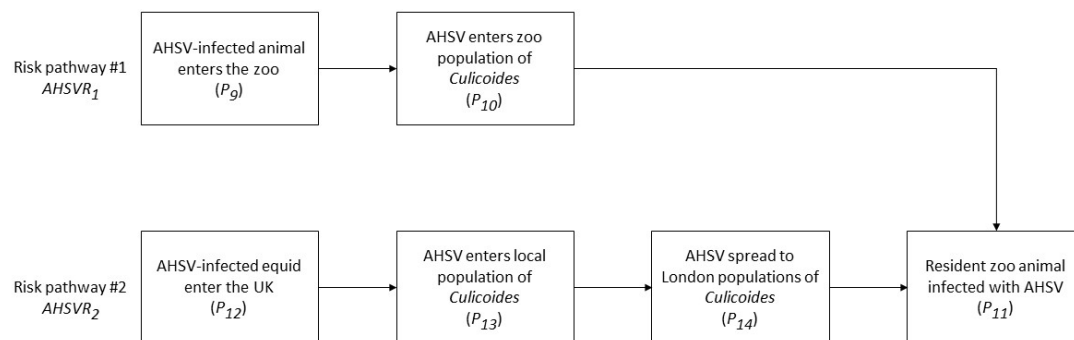 Risk pathway #1
AHSVR1
AHSV-infected animal
enters the zoo
(P9)
AHSV enters zoo
population of
Culicoides
(P10)
Risk pathway #2
AHSVR2
AHSV-infected equid
enter the UK
(P12)
AHSV enters local
population of
Culicoides
(P13)
AHSV spread to
London populations of
Culicoides
(P14)
Resident zoo animal
infected with AHSV
(P11)